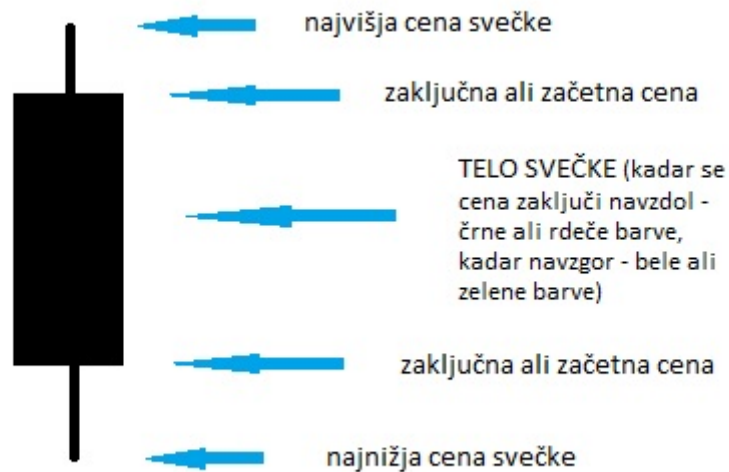 najvišja cena svečke
zaključna ali začetna cena
TELO SVEČKE (kadar se
cena zaključi navzdol -
črne ali rdeče barve,
kadar navzgor - bele ali
zelene barve)
zaključna ali začetna cena
najnižja cena svečke